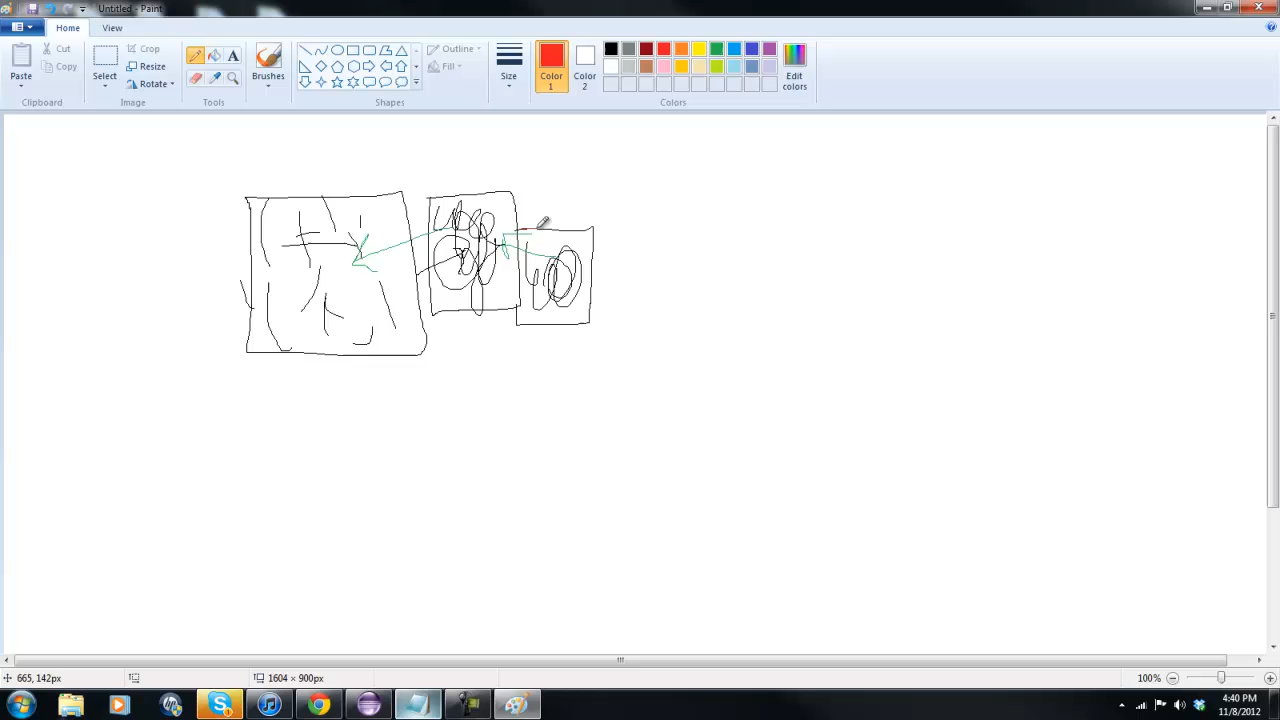 Untitled - Paint
Home View
Cut Crop Outline
Copy Resize Fill
Rotate
Paste Select Brushes Size Color 1 Color 2 Edit colors
Clipboard Image Tools Shapes Colors
665, 142px 1604 × 900px 100%
4:40 PM
11/8/2012